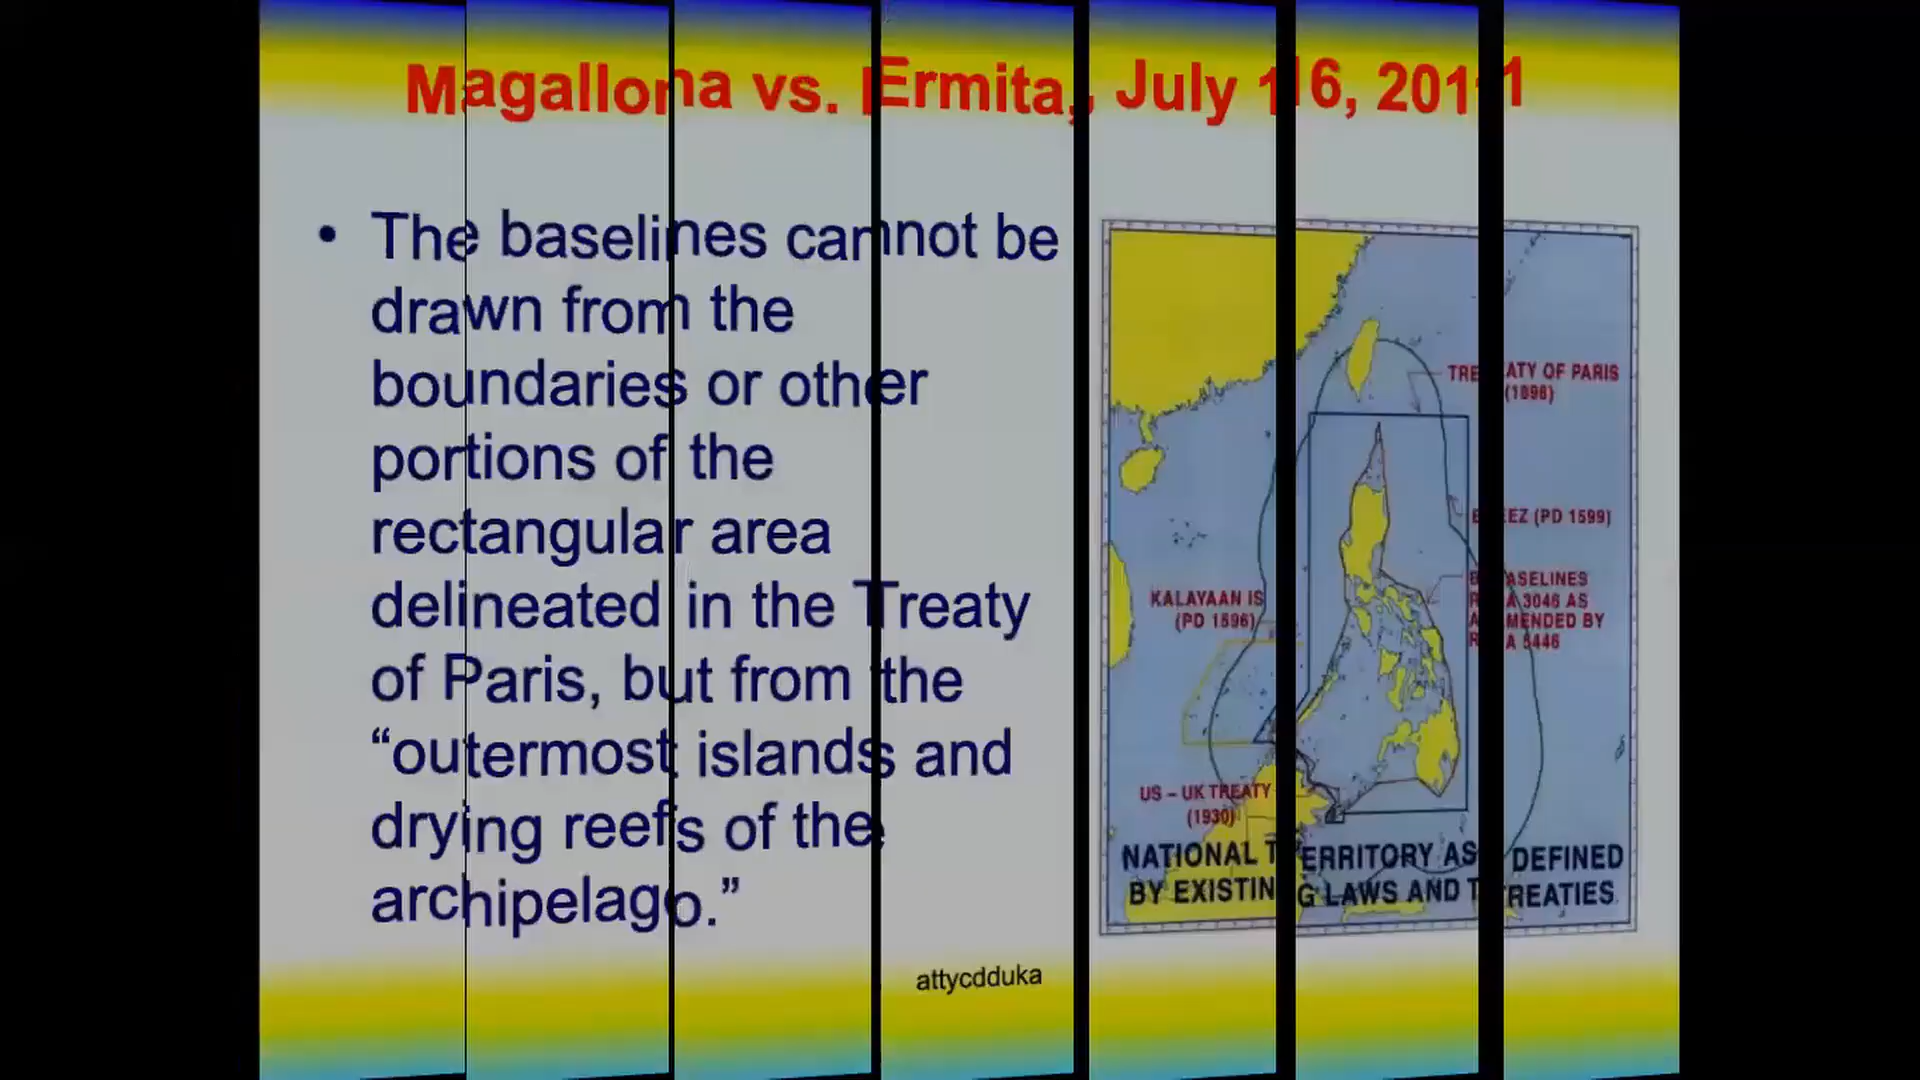 Magallona vs. Ermita, July 16, 2011
• The baselines cannot be
drawn from the
boundaries or other
portions of the
rectangular area
delineated in the Treaty
of Paris, but from the
“outermost islands and
drying reefs of the
archipelago.”
TREATY OF PARIS
(1898)
EEZ (PD 1599)
BASELINES
RA 3046 AS
AMENDED BY
RA 5446
KALAYAAN IS
(PD 1596)
US – UK TREATY
(1930)
NATIONAL TERRITORY AS DEFINED
BY EXISTING LAWS AND TREATIES
attycdduka